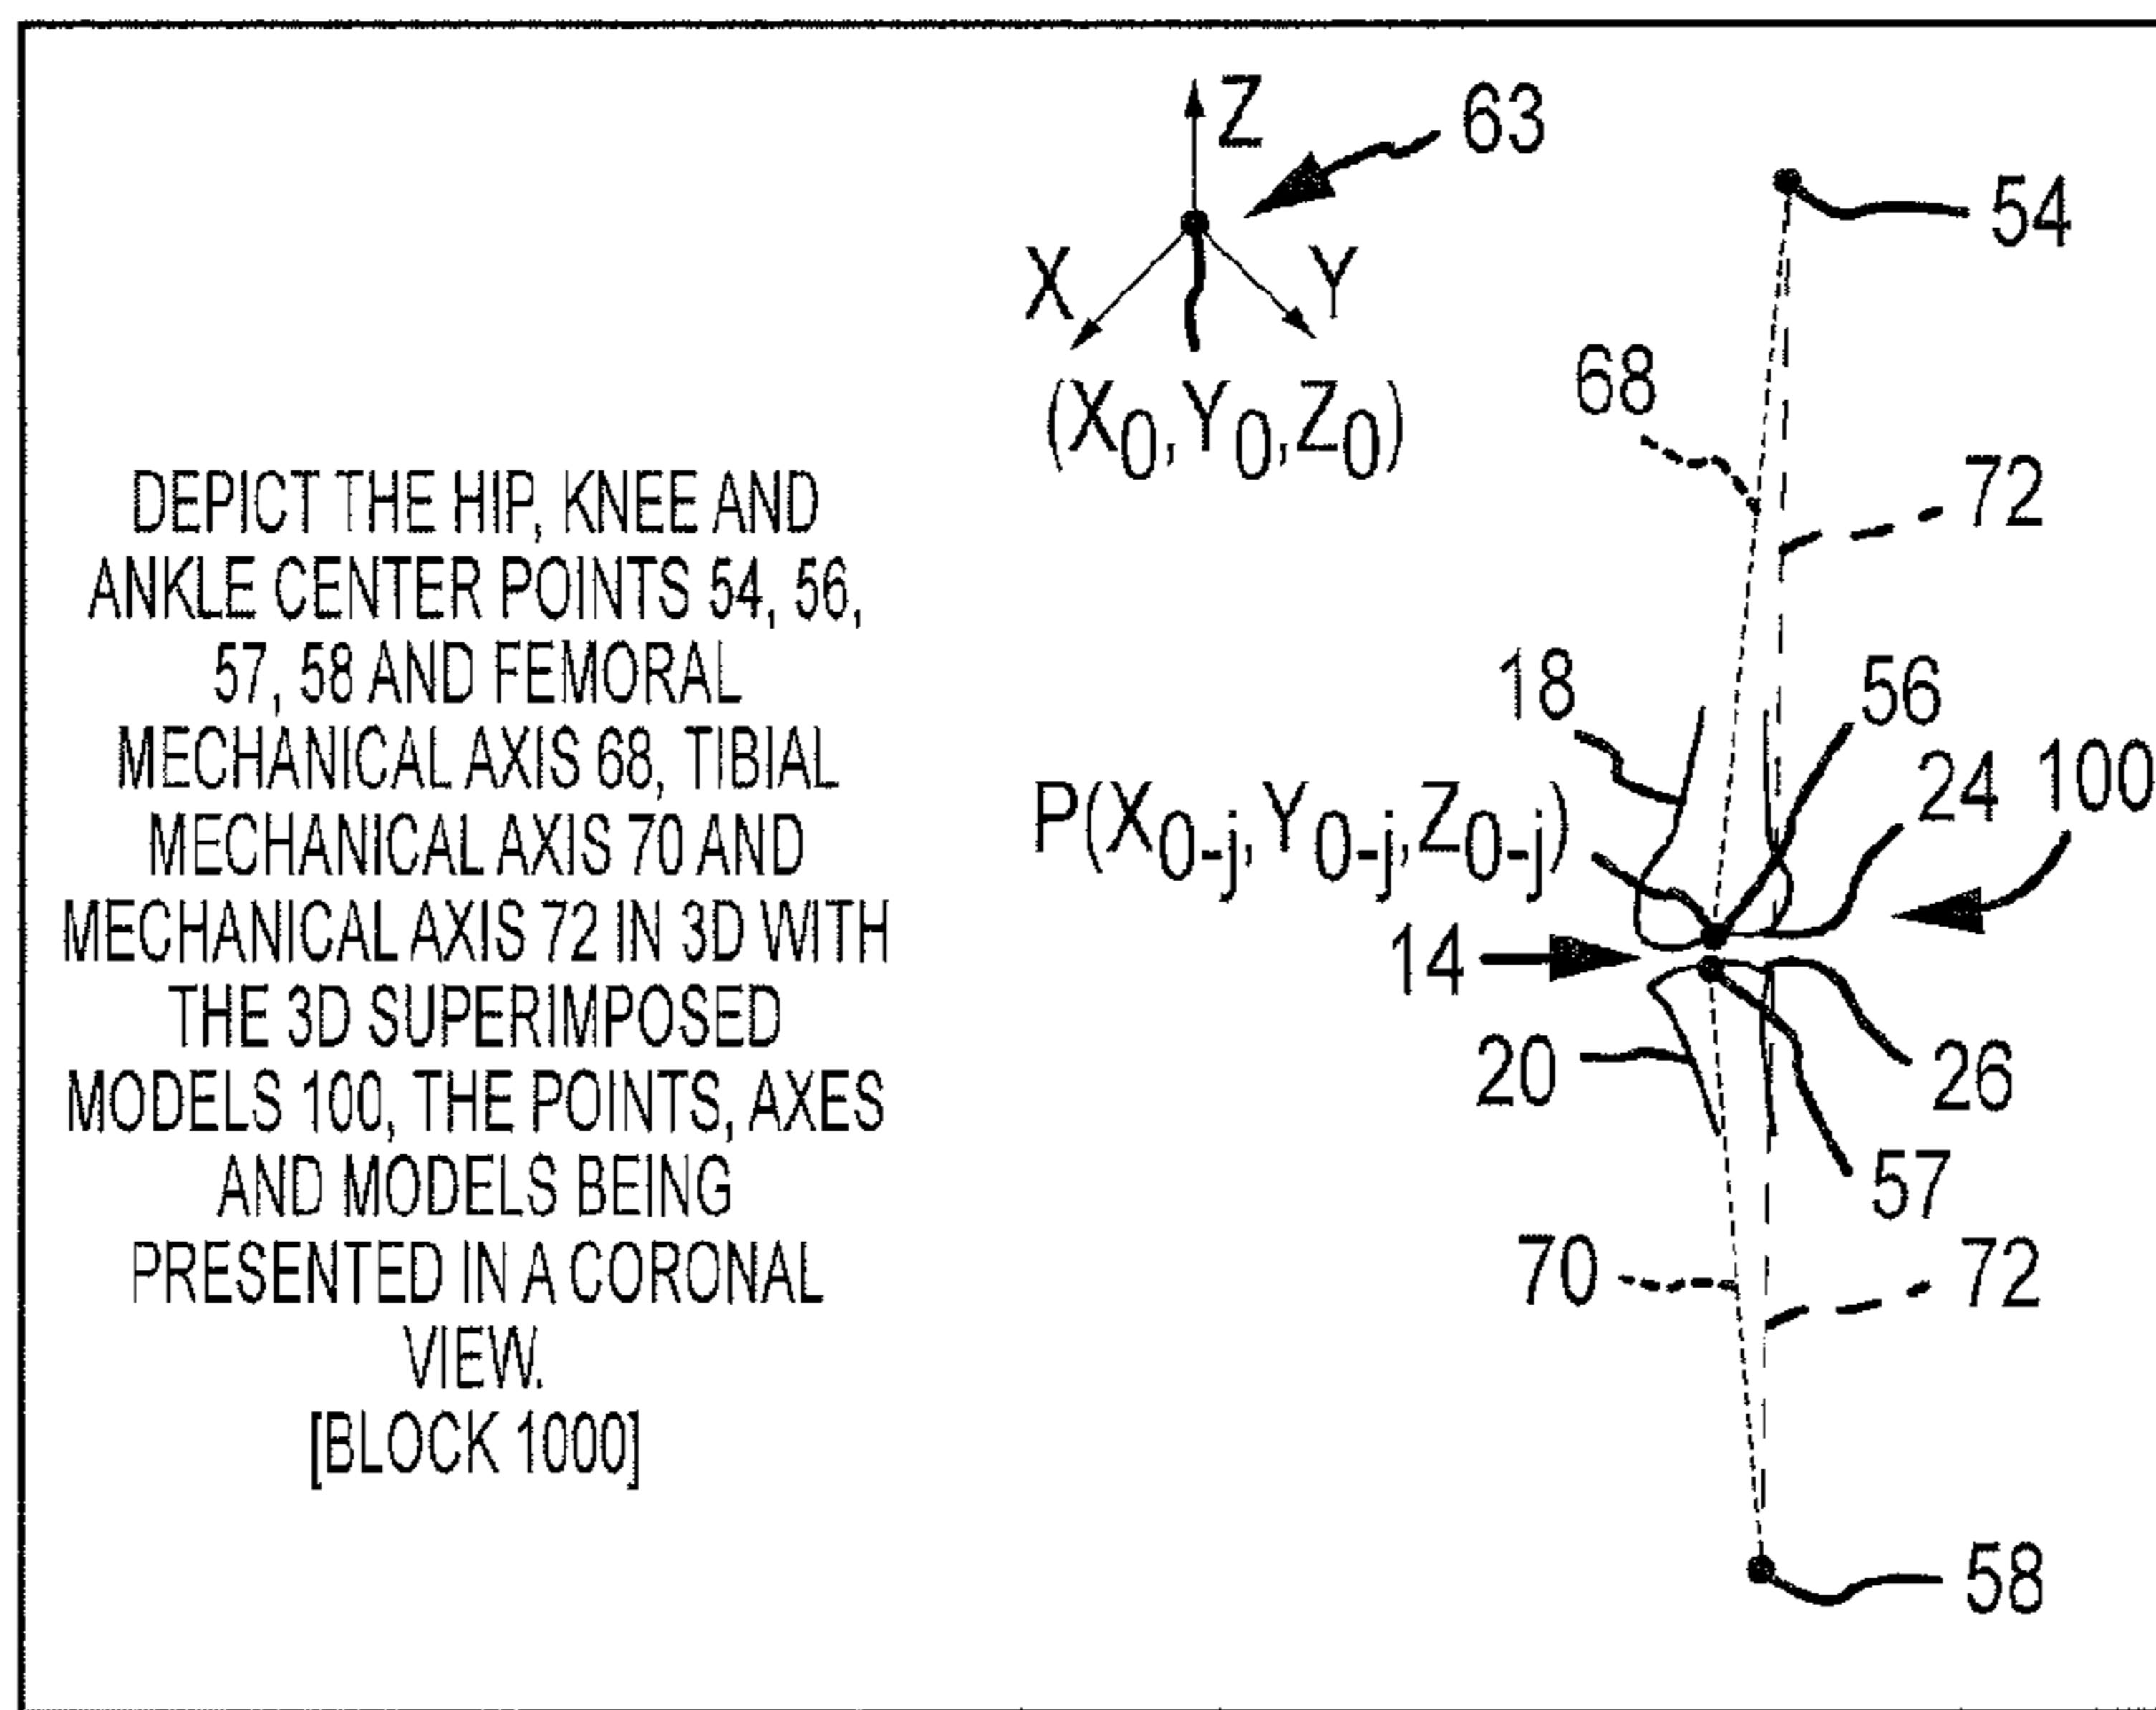 DEPICT THE HIP, KNEE AND
ANKLE CENTER POINTS 54, 56,
57, 58 AND FEMORAL
MECHANICAL AXIS 68, TIBIAL
MECHANICAL AXIS 70 AND
MECHANICAL AXIS 72 IN 3D WITH
THE 3D SUPERIMPOSED
MODELS 100, THE POINTS, AXES
AND MODELS BEING
PRESENTED IN A CORONAL
VIEW.
[BLOCK 1000]
Z
63
X
Y
(X0,Y0,Z0)
54
68
72
18
56
24
100
P(X0-j,Y0-j,Z0-j)
14
20
26
57
70
72
58